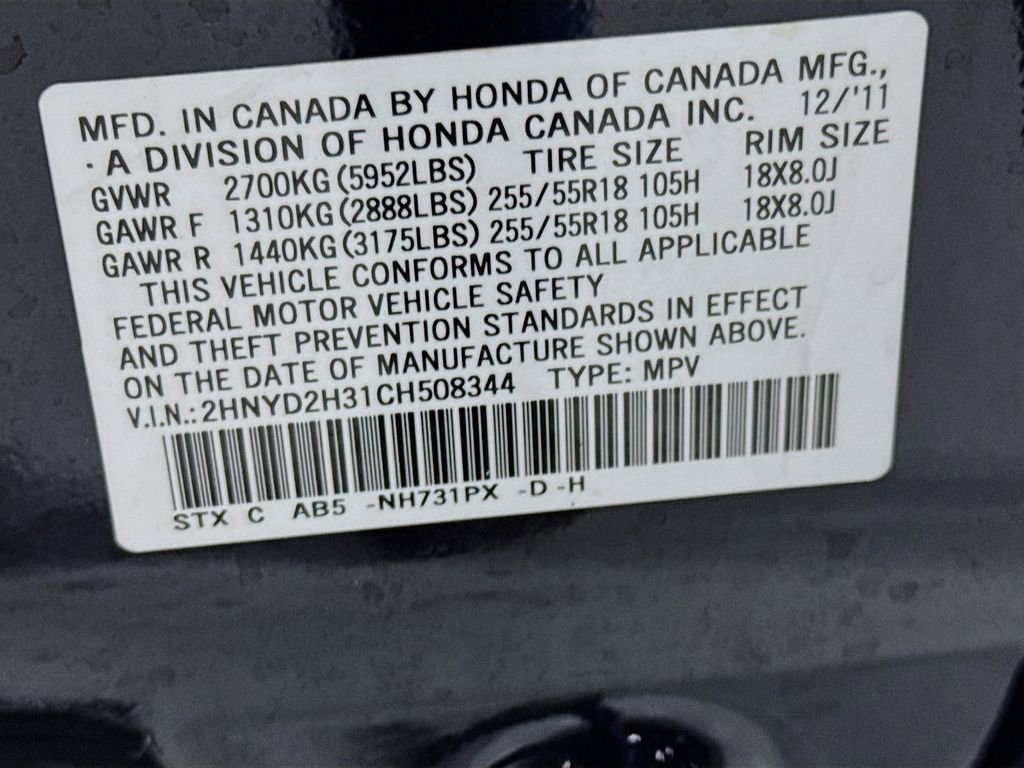 MFD. IN CANADA BY HONDA OF CANADA MFG.,
· A DIVISION OF HONDA CANADA INC. 12/'11
GVWR 2700KG (5952LBS) TIRE SIZE RIM SIZE
GAWR F 1310KG (2888LBS) 255/55R18 105H 18X8.0J
GAWR R 1440KG (3175LBS) 255/55R18 105H 18X8.0J
THIS VEHICLE CONFORMS TO ALL APPLICABLE
FEDERAL MOTOR VEHICLE SAFETY
AND THEFT PREVENTION STANDARDS IN EFFECT
ON THE DATE OF MANUFACTURE SHOWN ABOVE.
V.I.N.: 2HNYD2H31CH508344 TYPE: MPV
STX C AB5 -NH731PX -D -H